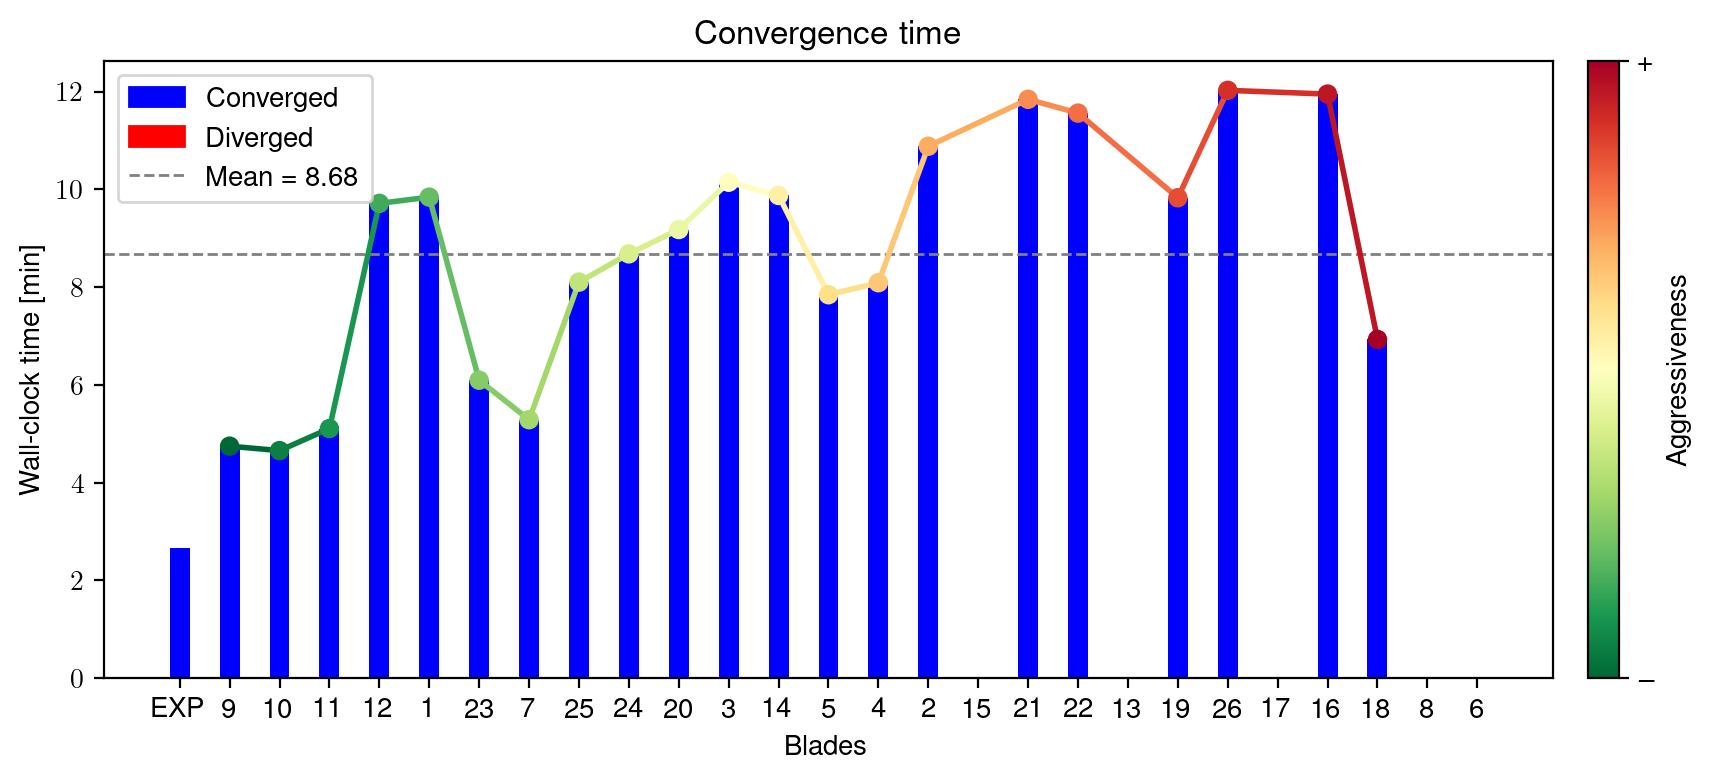 Convergence time
Converged
Diverged
Mean = 8.68
Wall-clock time [min]
12
10
8
6
4
2
0
EXP 9 10 11 12 1 23 7 25 24 20 3 14 5 4 2 15 21 22 13 19 26 17 16 18 8 6
Blades
+
Aggressiveness
−